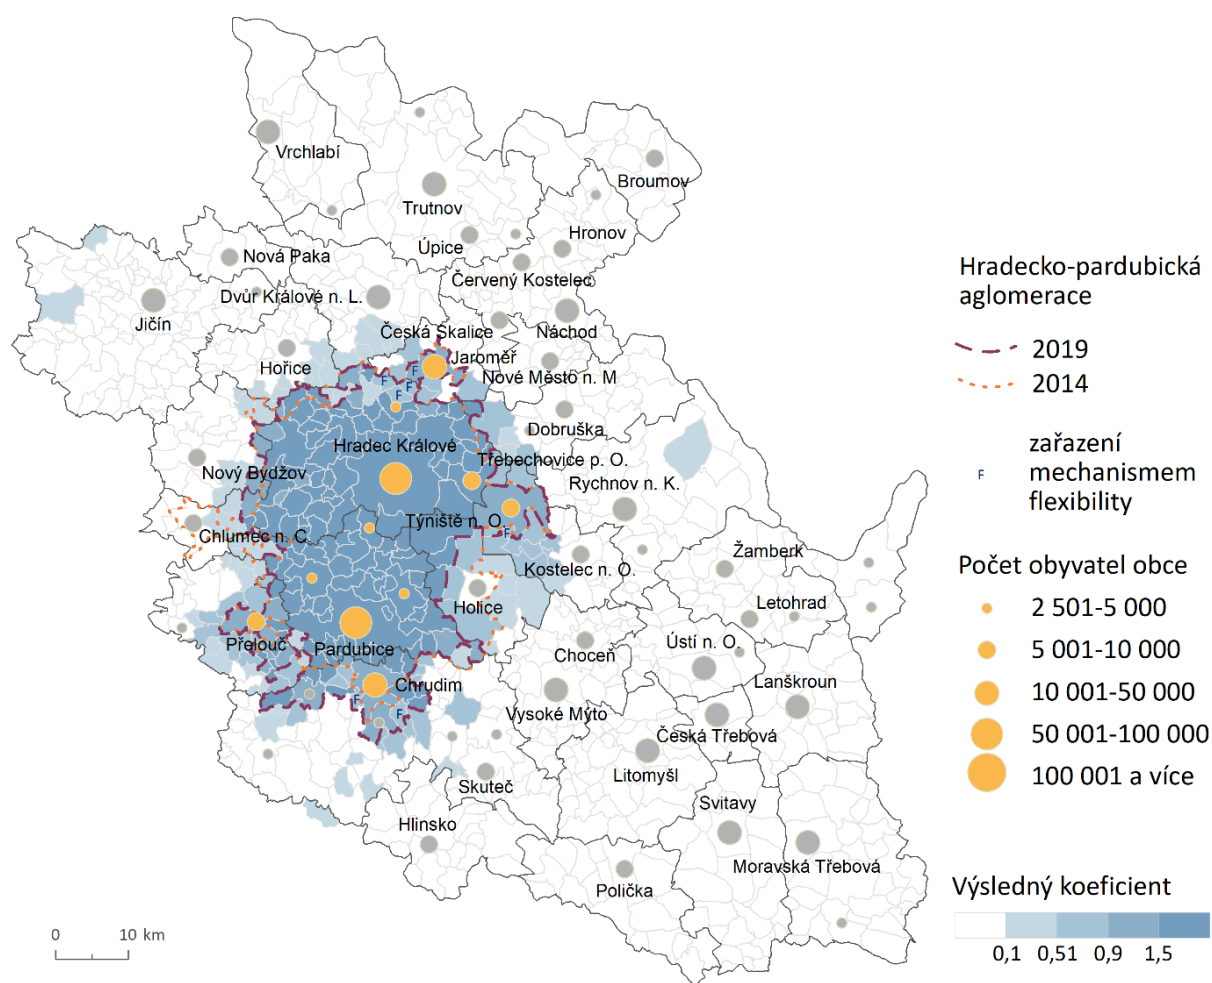 Vrchlabí
Trutnov
Broumov
Úpice
Hronov
Nová Paka
Červený Kostelec
Dvůr Králové n. L.
Jičín
Česká Skalice
Náchod
Hořice
Jaroměř
Nové Město n. M
F
F
F
F
Dobruška
Hradec Králové
Třebechovice p. O.
Nový Bydžov
Rychnov n. K.
Týniště n. O.
F
Chlumec n. C.
Žamberk
Kostelec n. O.
Holice
Letohrad
Přelouč
Pardubice
Choceň
Ústí n. O.
Chrudim
Lanškroun
F
F
Vysoké Mýto
Česká Třebová
Litomyšl
Skuteč
Svitavy
Hlinsko
Moravská Třebová
Polička
0 10 km
Hradecko-pardubická
aglomerace
2019
2014
F
zařazení
mechanismem
flexibility
Počet obyvatel obce
2 501-5 000
5 001-10 000
10 001-50 000
50 001-100 000
100 001 a více
Výsledný koeficient
0,1 0,51 0,9 1,5